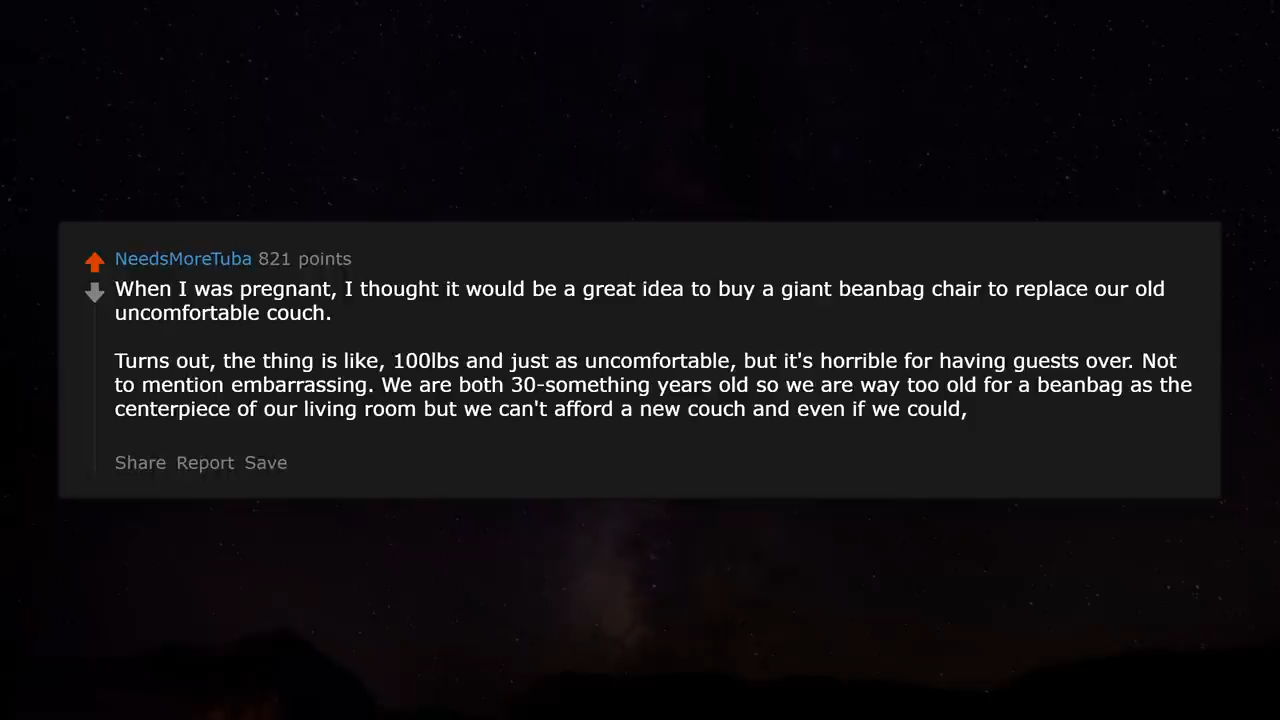 NeedsMoreTuba 821 points
When I was pregnant, I thought it would be a great idea to buy a giant beanbag chair to replace our old
uncomfortable couch.
Turns out, the thing is like, 100lbs and just as uncomfortable, but it's horrible for having guests over. Not
to mention embarrassing. We are both 30-something years old so we are way too old for a beanbag as the
centerpiece of our living room but we can't afford a new couch and even if we could,
Share Report Save